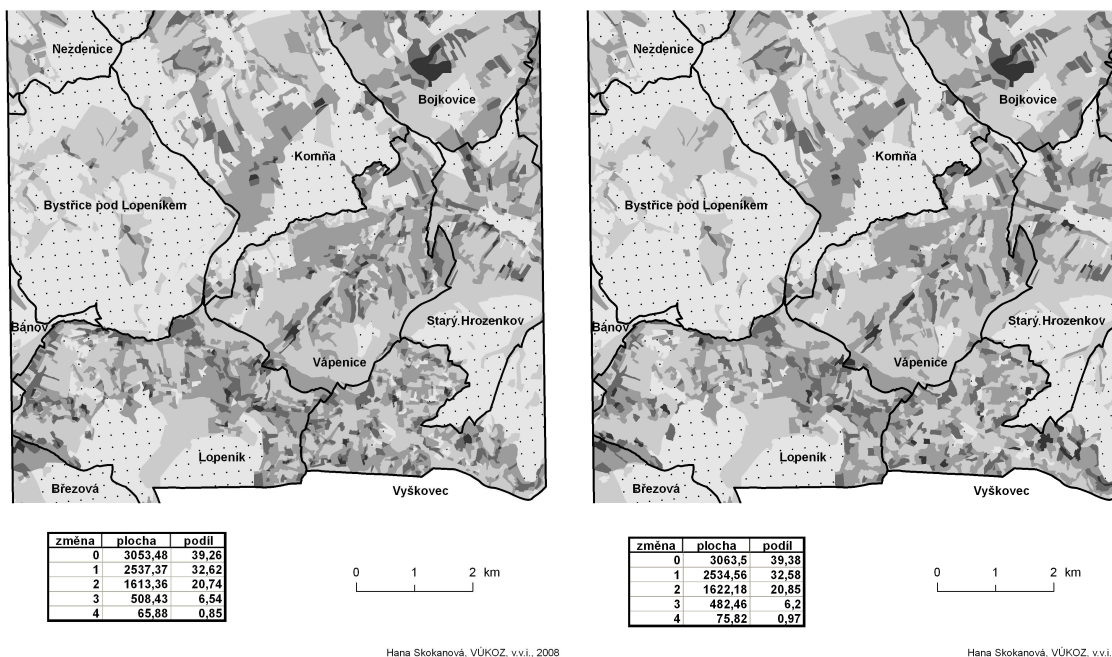 Nezdenice
Bojkovice
Komňa
Bystřice pod Lopeníkem
Bánov
Starý Hrozenkov
Vápenice
Lopeník
Březová
Vyškovec
změna plocha podíl
0 3053,48 39,26
1 2537,37 32,62
2 1613,36 20,74
3 508,43 6,54
4 65,88 0,85
0 1 2 km
Hana Skokanová, VÚKOZ, v.v.i., 2008
Nezdenice
Bojkovice
Komňa
Bystřice pod Lopeníkem
Bánov
Starý Hrozenkov
Vápenice
Lopeník
Březová
Vyškovec
změna plocha podíl
0 3063,5 39,38
1 2534,56 32,58
2 1622,18 20,85
3 482,46 6,2
4 75,82 0,97
0 1 2 km
Hana Skokanová, VÚKOZ, v.v.i.